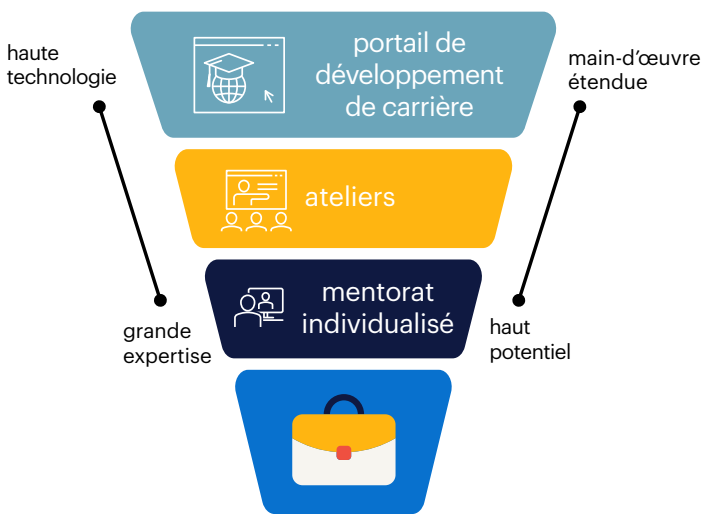 haute
technologie
portail de
développement
de carrière
main-d'œuvre
étendue
ateliers
mentorat
individualisé
grande
expertise
haut
potentiel